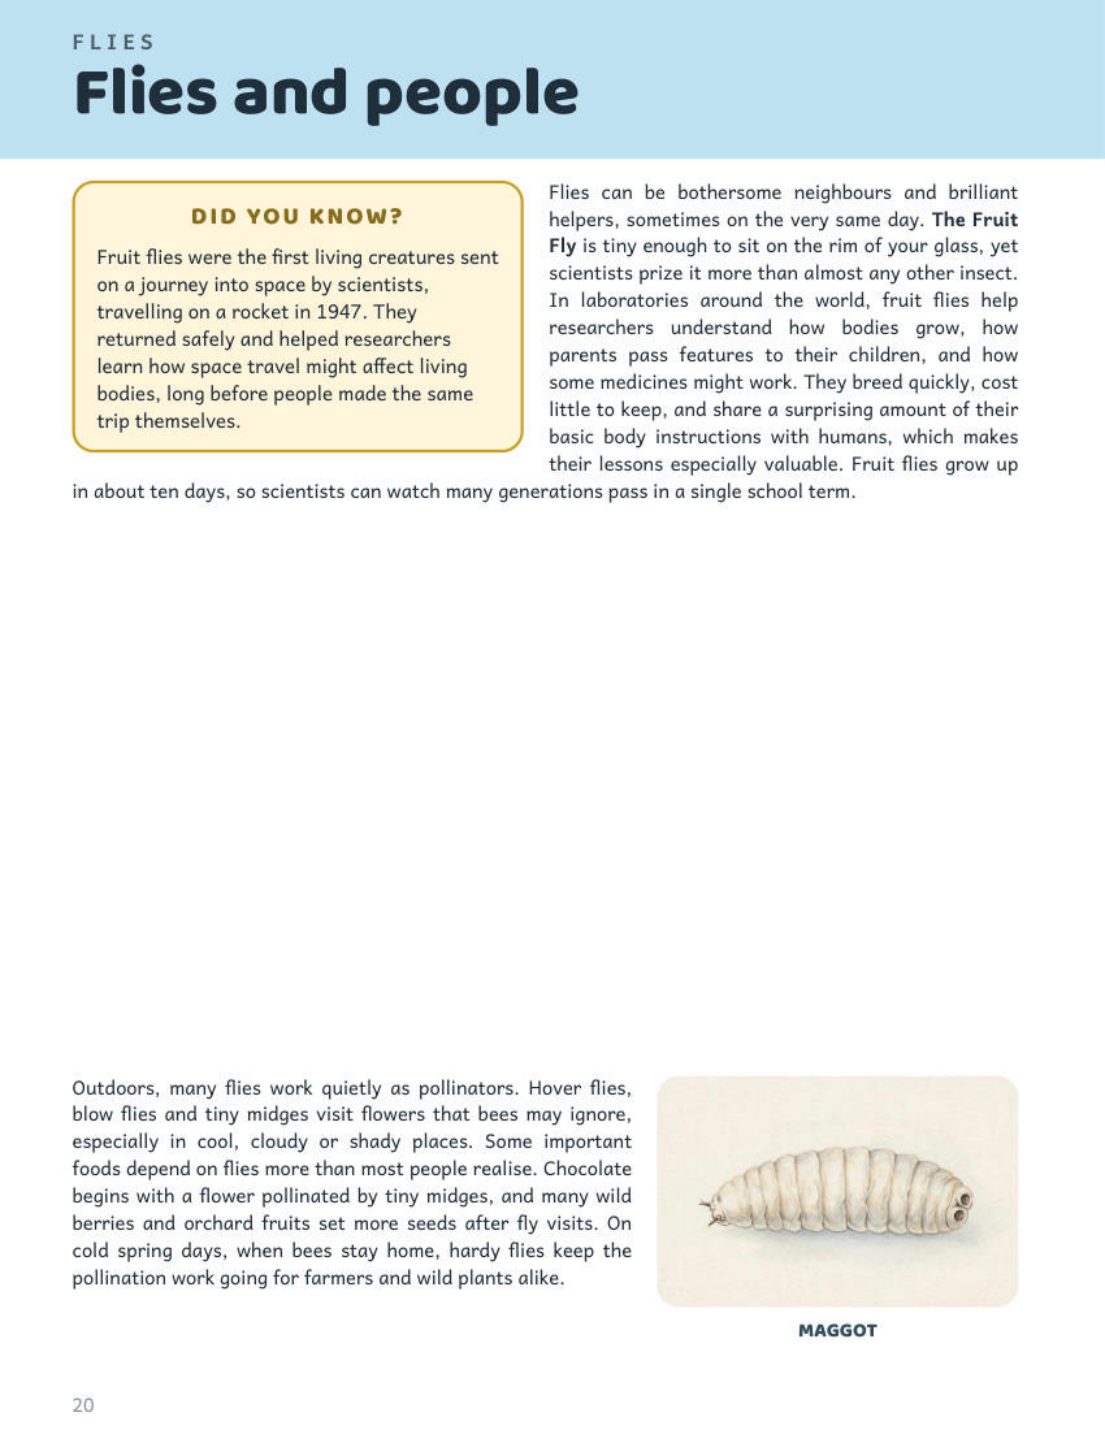 FLIES
Flies and people
DID YOU KNOW?
Fruit flies were the first living creatures sent
on a journey into space by scientists,
travelling on a rocket in 1947. They
returned safely and helped researchers
learn how space travel might affect living
bodies, long before people made the same
trip themselves.
Flies can be bothersome neighbours and brilliant
helpers, sometimes on the very same day. The Fruit
Fly is tiny enough to sit on the rim of your glass, yet
scientists prize it more than almost any other insect.
In laboratories around the world, fruit flies help
researchers understand how bodies grow, how
parents pass features to their children, and how
some medicines might work. They breed quickly, cost
little to keep, and share a surprising amount of their
basic body instructions with humans, which makes
their lessons especially valuable. Fruit flies grow up
in about ten days, so scientists can watch many generations pass in a single school term.
Outdoors, many flies work quietly as pollinators. Hover flies,
blow flies and tiny midges visit flowers that bees may ignore,
especially in cool, cloudy or shady places. Some important
foods depend on flies more than most people realise. Chocolate
begins with a flower pollinated by tiny midges, and many wild
berries and orchard fruits set more seeds after fly visits. On
cold spring days, when bees stay home, hardy flies keep the
pollination work going for farmers and wild plants alike.
MAGGOT
20